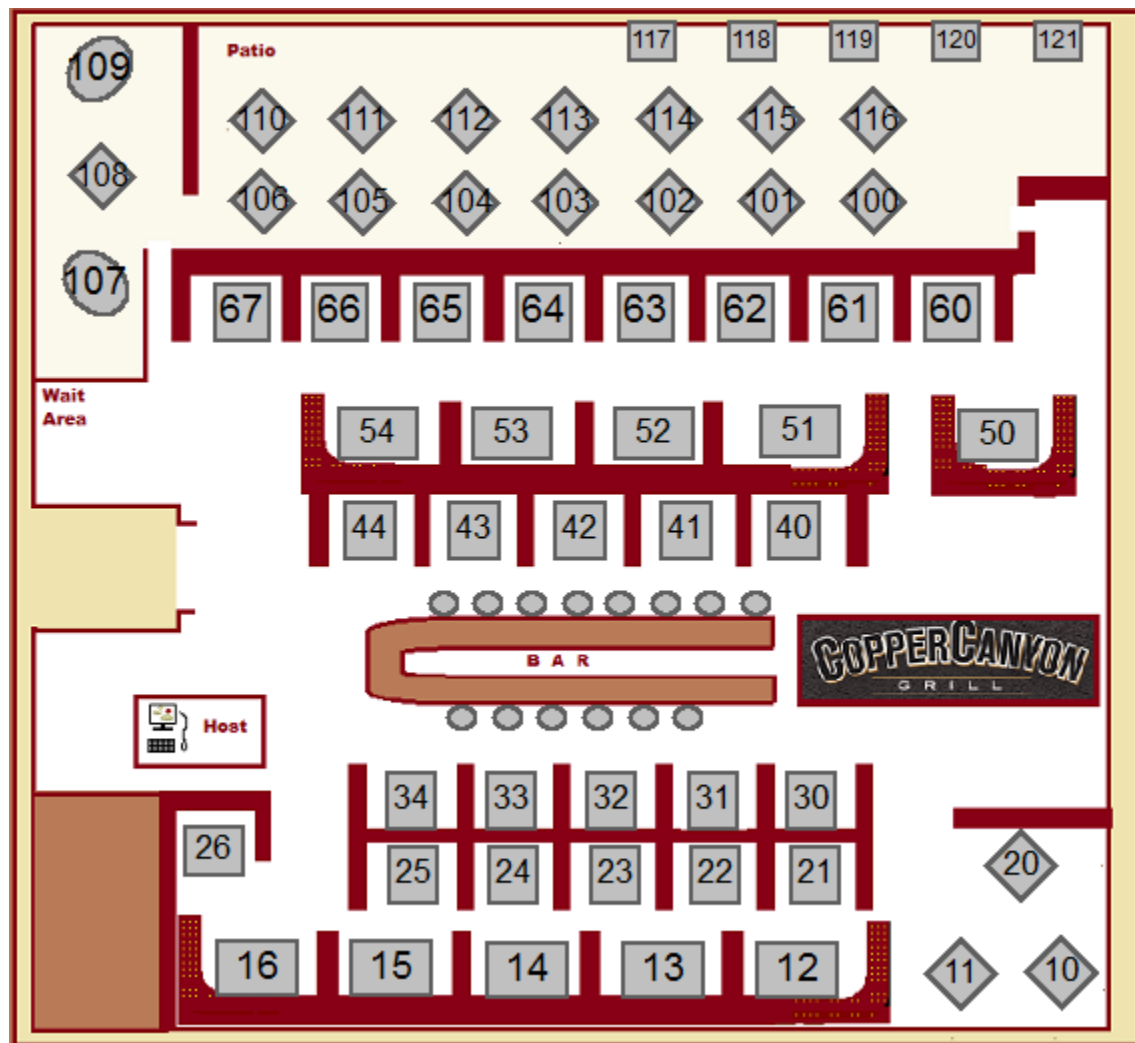 117 118 119 120 121
109 Patio
110 111 112 113 114 115 116
108
106 105 104 103 102 101 100
107
67 66 65 64 63 62 61 60
Wait
Area
54 53 52 51 50
44 43 42 41 40
BAR
COPPER CANYON
GRILL
Host
34 33 32 31 30
26
25 24 23 22 21
20
16 15 14 13 12
11 10